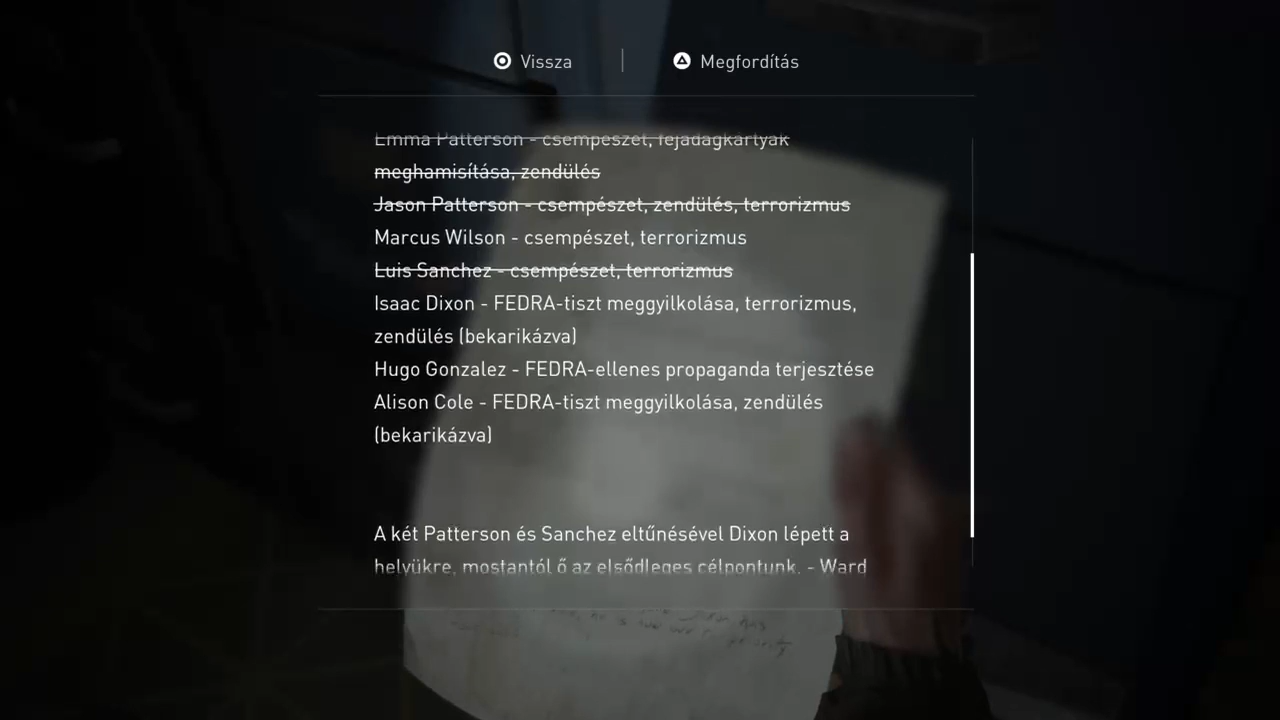 Vissza
Megfordítás
Emma Patterson - csempészet, fejadagkártyák
meghamisítása, zendülés
Jason Patterson - csempészet, zendülés, terrorizmus
Marcus Wilson - csempészet, terrorizmus
Luis Sanchez - csempészet, terrorizmus
Isaac Dixon - FEDRA-tiszt meggyilkolása, terrorizmus,
zendülés (bekarikázva)
Hugo Gonzalez - FEDRA-ellenes propaganda terjesztése
Alison Cole - FEDRA-tiszt meggyilkolása, zendülés
(bekarikázva)
A két Patterson és Sanchez eltűnésével Dixon lépett a
helyükre, mostantól ő az elsődleges célpontunk. - Ward